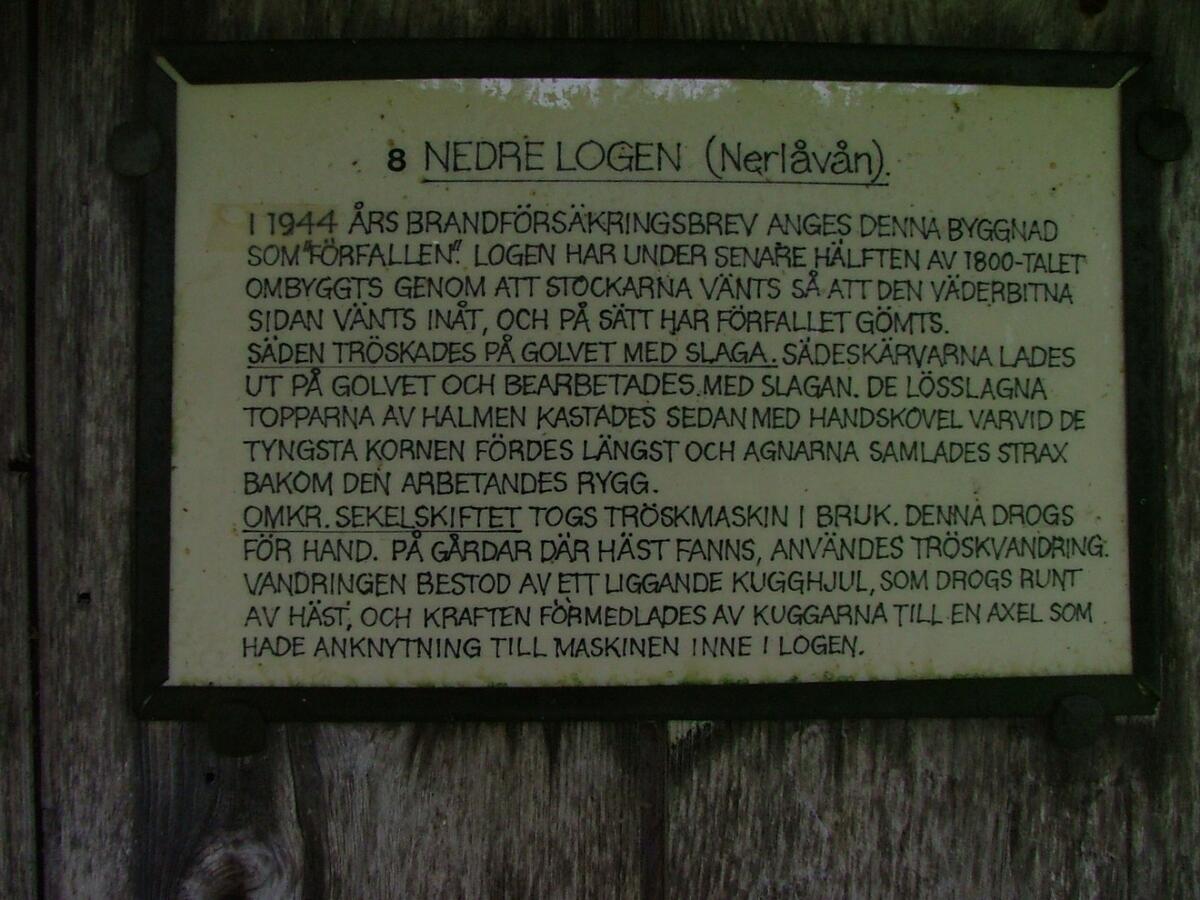 8 NEDRE LOGEN (Nerlåvån).
I 1944 ÅRS BRANDFÖRSÄKRINGSBREV ANGES DENNA BYGGNAD
SOM "FÖRFALLEN". LOGEN HAR UNDER SENARE HÄLFTEN AV 1800-TALET
OMBYGGTS GENOM ATT STOCKARNA VÄNTS SÅ ATT DEN VÄDERBITNA
SIDAN VÄNTS INÅT, OCH PÅ SÄTT HAR FÖRFALLET GÖMTS.
SÄDEN TRÖSKADES PÅ GOLVET MED SLAGA. SÄDESKÄRVARNA LADES
UT PÅ GOLVET OCH BEARBETADES MED SLAGAN. DE LÖSSLAGNA
TOPPARNA AV HALMEN KASTADES SEDAN MED HANDSKOVEL VARVID DE
TYNGSTA KORNEN FÖRDES LÄNGST OCH AGNARNA SAMLADES STRAX
BAKOM DEN ARBETANDES RYGG.
OMKR. SEKELSKIFTET TOGS TRÖSKMASKIN I BRUK. DENNA DROGS
FÖR HAND. PÅ GÅRDAR DÄR HÄST FANNS, ANVÄNDES TRÖSKVANDRING.
VANDRINGEN BESTOD AV ETT LIGGANDE KUGGHJUL, SOM DROGS RUNT
AV HÄST, OCH KRAFTEN FÖRMEDLADES AV KUGGARNA TILL EN AXEL SOM
HADE ANKNYTNING TILL MASKINEN INNE I LOGEN.